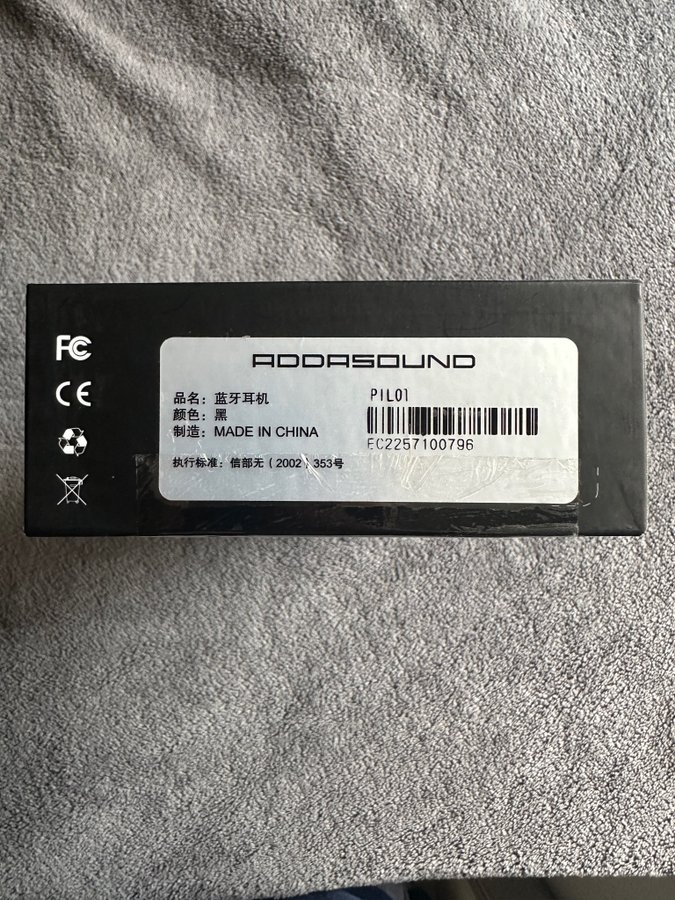 FC
CE
ADDASOUND
品名：蓝牙耳机
颜色：黑
制造：MADE IN CHINA
执行标准：信部无（2002）353号
PIL01
EC2257100796